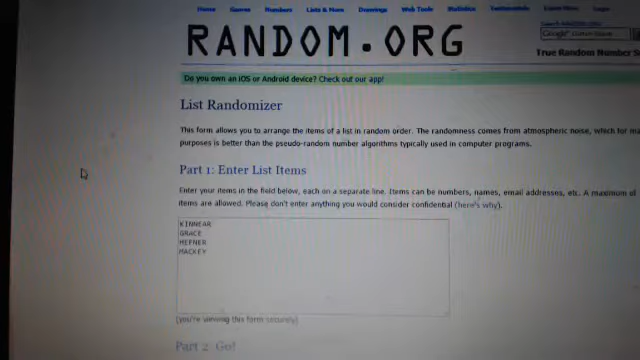 Home Games Numbers Lists & More Drawings Web Tools Statistics Testimonials Learn More Login
RANDOM.ORG
Search RANDOM.ORG
Google
True Random Number S
Do you own an iOS or Android device? Check out our app!
List Randomizer
This form allows you to arrange the items of a list in random order. The randomness comes from atmospheric noise, which for ma
purposes is better than the pseudo-random number algorithms typically used in computer programs.
Part 1: Enter List Items
Enter your items in the field below, each on a separate line. Items can be numbers, names, email addresses, etc. A maximum of
items are allowed. Please don't enter anything you would consider confidential (here's why).
KINNEAR
GRACE
HEFNER
MACKEY
(you're viewing this form securely)
Part 2: Go!